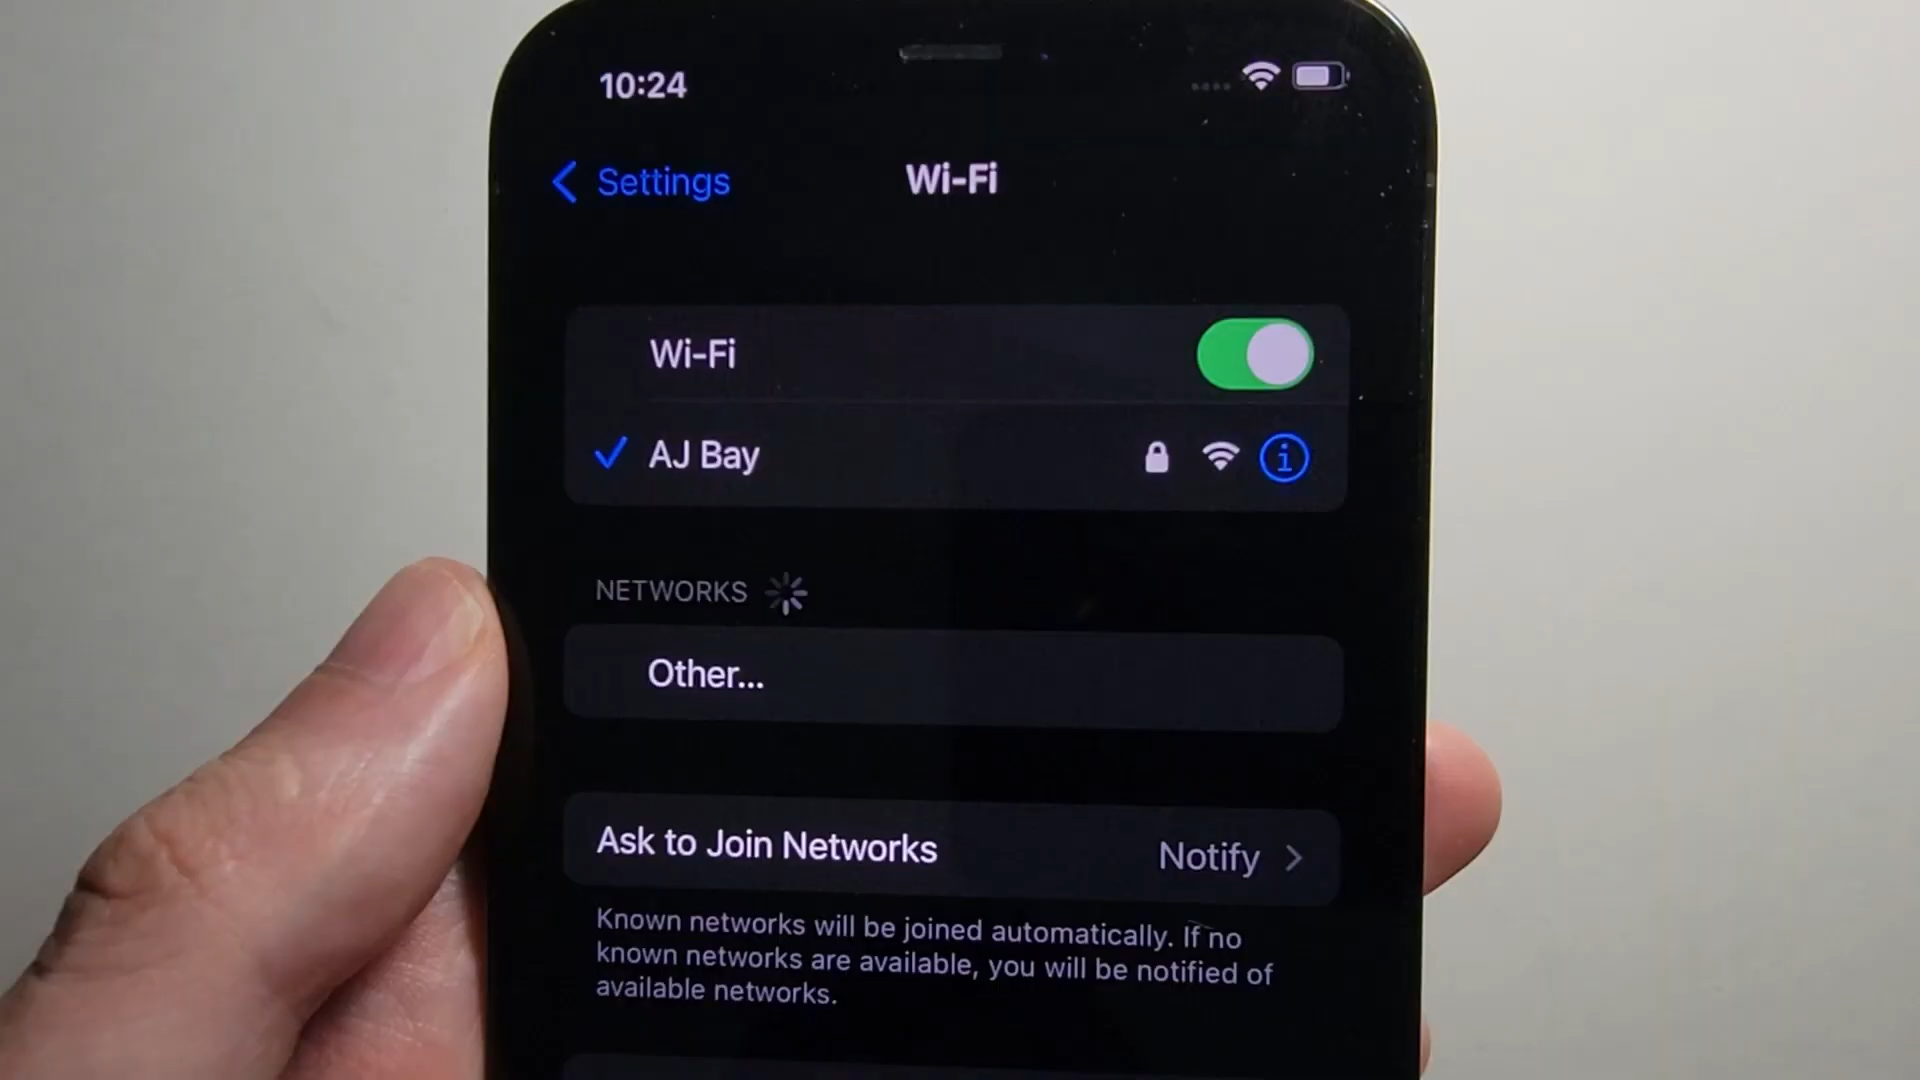 10:24
Settings
Wi-Fi
Wi-Fi
AJ Bay
NETWORKS
Other...
Ask to Join Networks Notify
Known networks will be joined automatically. If no
known networks are available, you will be notified of
available networks.